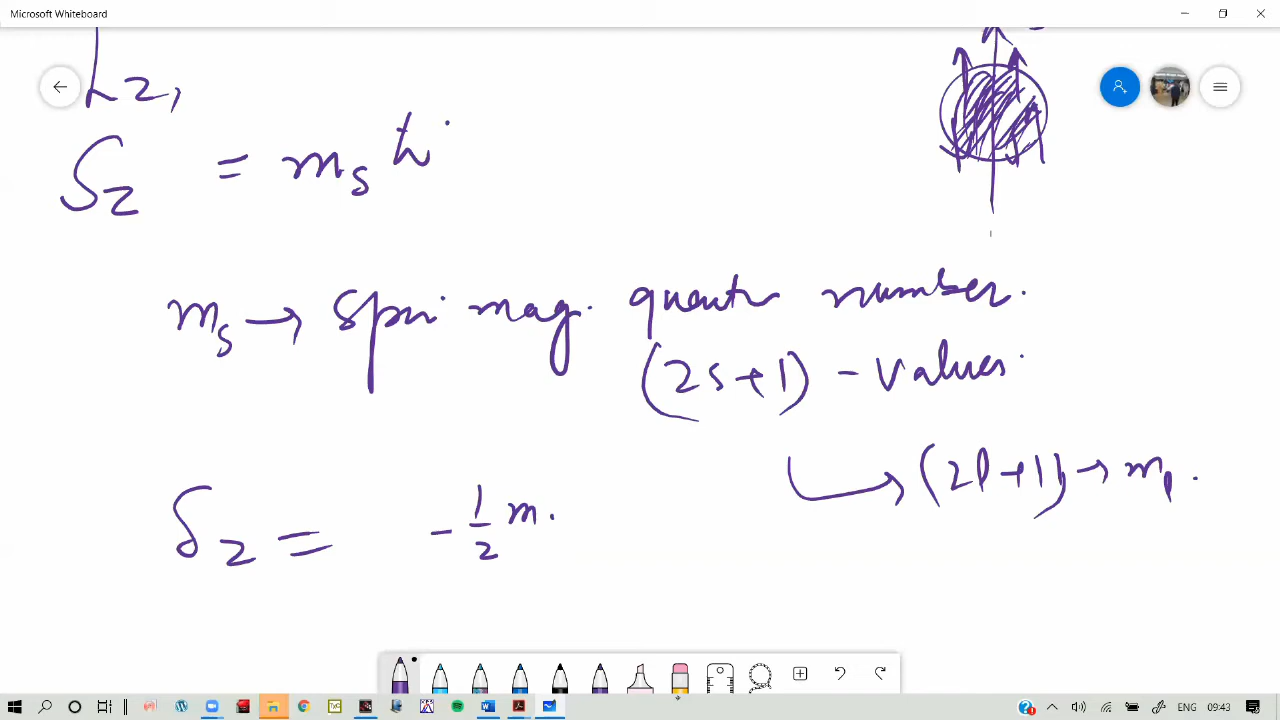 Microsoft Whiteboard
Lz,
Sz = ms ħ
ms → Spin mag. quantu number.
(2s+1) - values.
↳ (2l+1) → ml.
Sz = - 1/2 m.
ENG 09:43